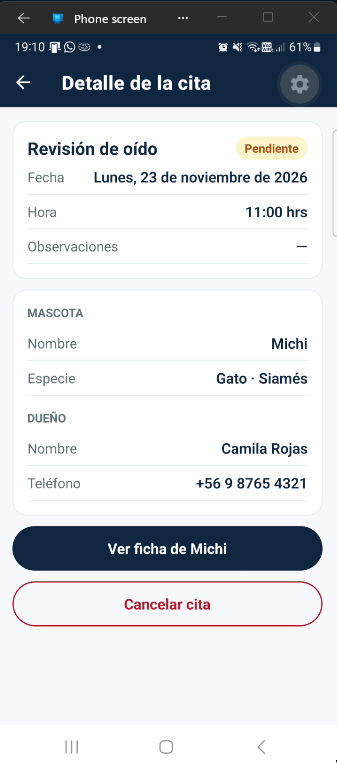 Phone screen
19:10
61%
Detalle de la cita
Revisión de oído
Pendiente
Fecha
Lunes, 23 de noviembre de 2026
Hora
11:00 hrs
Observaciones
—
MASCOTA
Nombre
Michi
Especie
Gato · Siamés
DUEÑO
Nombre
Camila Rojas
Teléfono
+56 9 8765 4321
Ver ficha de Michi
Cancelar cita